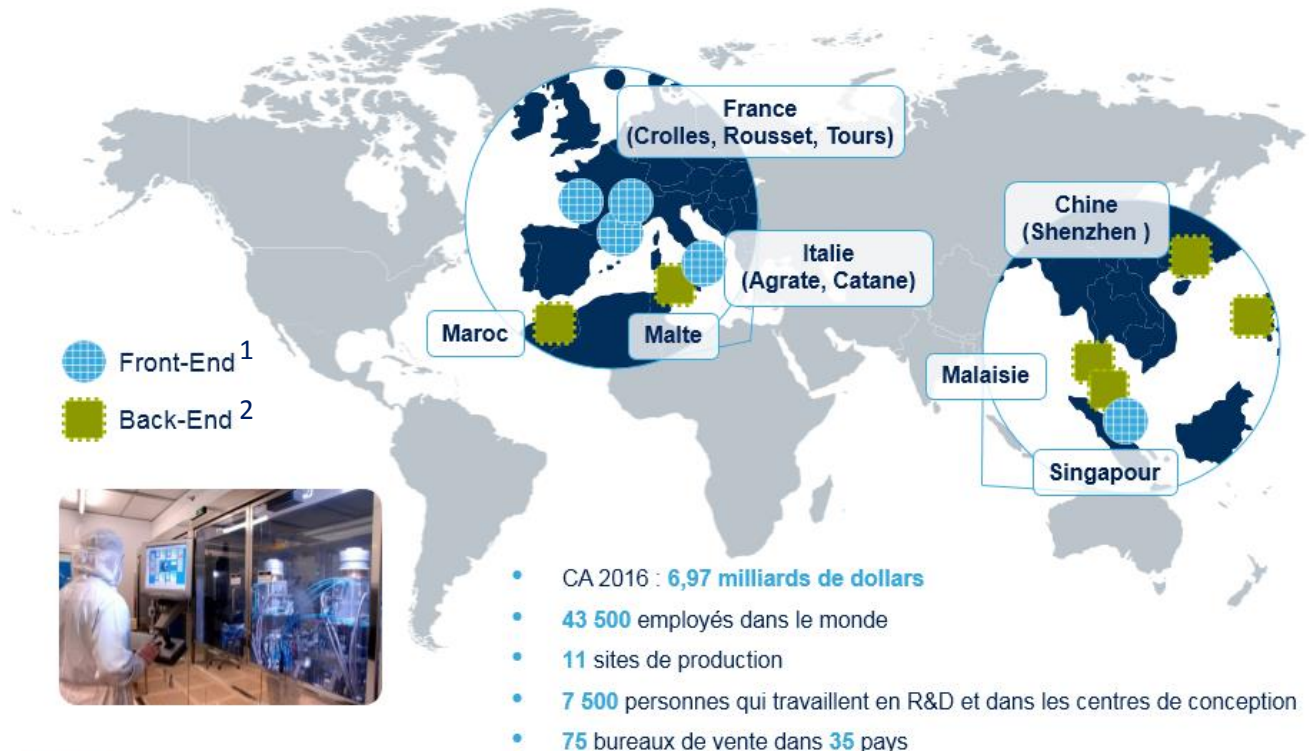 France
(Crolles, Rousset, Tours)
Chine
(Shenzhen )
Italie
(Agrate, Catane)
Maroc
Malte
Malaisie
Front-End 1
Back-End 2
Singapour
• CA 2016 : 6,97 milliards de dollars
• 43 500 employés dans le monde
• 11 sites de production
• 7 500 personnes qui travaillent en R&D et dans les centres de conception
• 75 bureaux de vente dans 35 pays